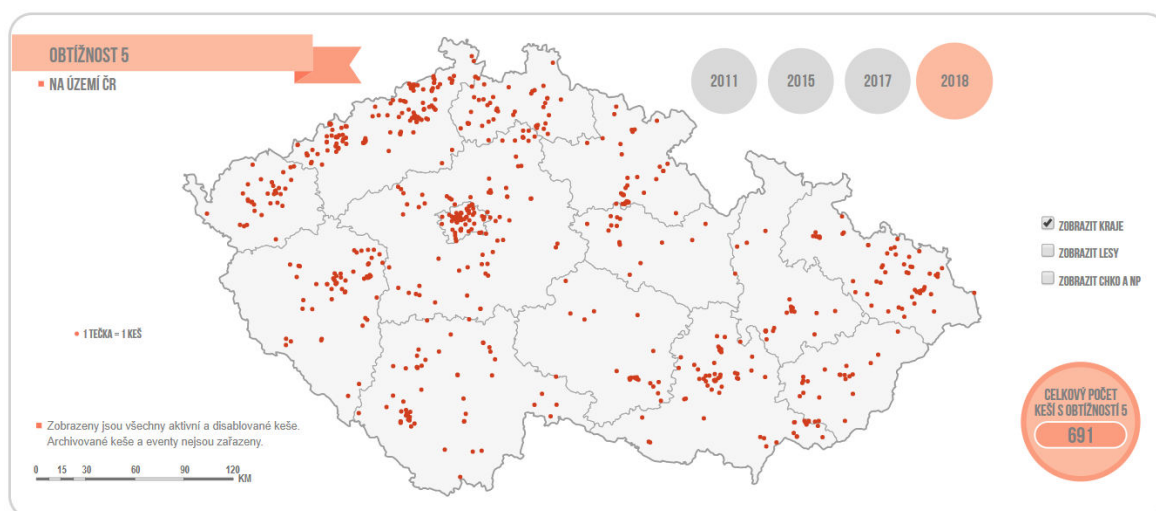 OBTÍŽNOST 5
NA ÚZEMÍ ČR
2011
2015
2017
2018
ZOBRAZIT KRAJE
ZOBRAZIT LESY
ZOBRAZIT CHKO A NP
1 TEČKA = 1 KEŠ
CELKOVÝ POČET
KEŠÍ S OBTÍŽNOSTÍ 5
691
Zobrazeny jsou všechny aktivní a disablované keše.
Archivované keše a eventy nejsou zařazeny.
0 15 30 60 90 120
KM